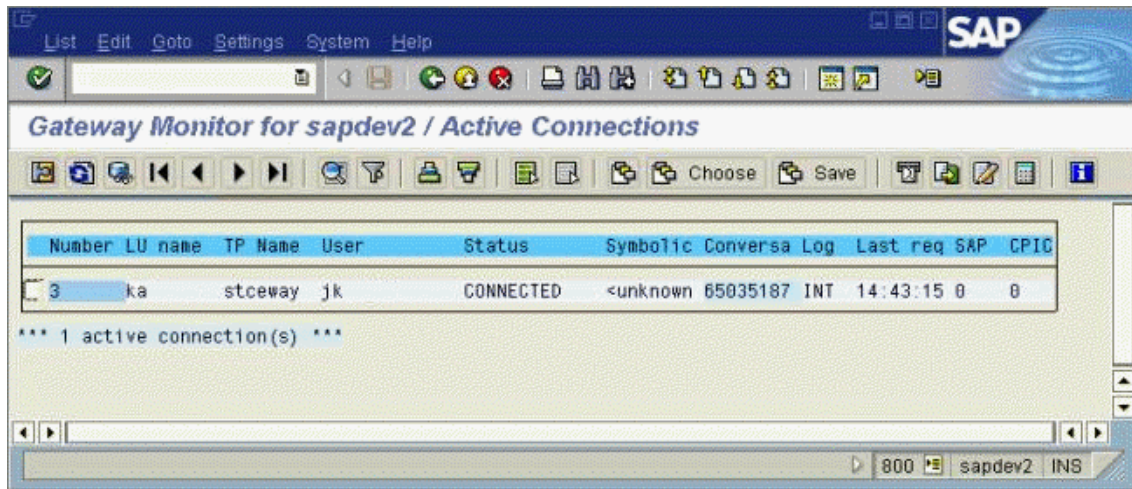 List Edit Goto Settings System Help
SAP
Gateway Monitor for sapdev2 / Active Connections
Choose Save
Number LU name TP Name User Status Symbolic Conversa Log Last req SAP CPIC
3 ka stceway jk CONNECTED <unknown 65035187 INT 14:43:15 0 0
*** 1 active connection(s) ***
800 sapdev2 INS